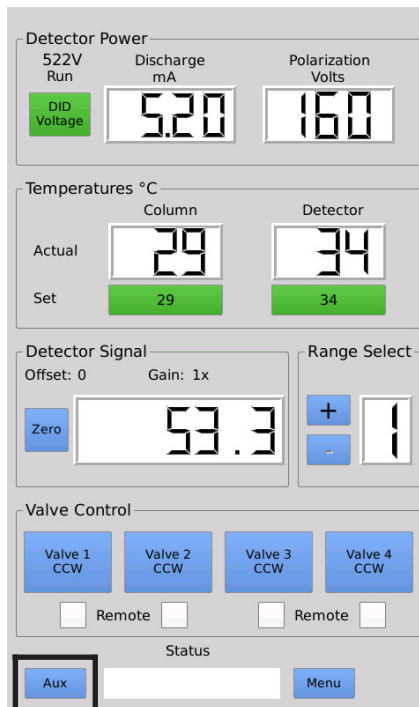 Detector Power
522V
Run
Discharge
mA
Polarization
Volts
DID
Voltage
5.20
160
Temperatures °C
Column
Detector
Actual
29
34
Set
29
34
Detector Signal
Range Select
Offset: 0
Gain: 1x
Zero
53.3
+
-
1
Valve Control
Valve 1
CCW
Valve 2
CCW
Valve 3
CCW
Valve 4
CCW
Remote
Remote
Status
Aux
Menu